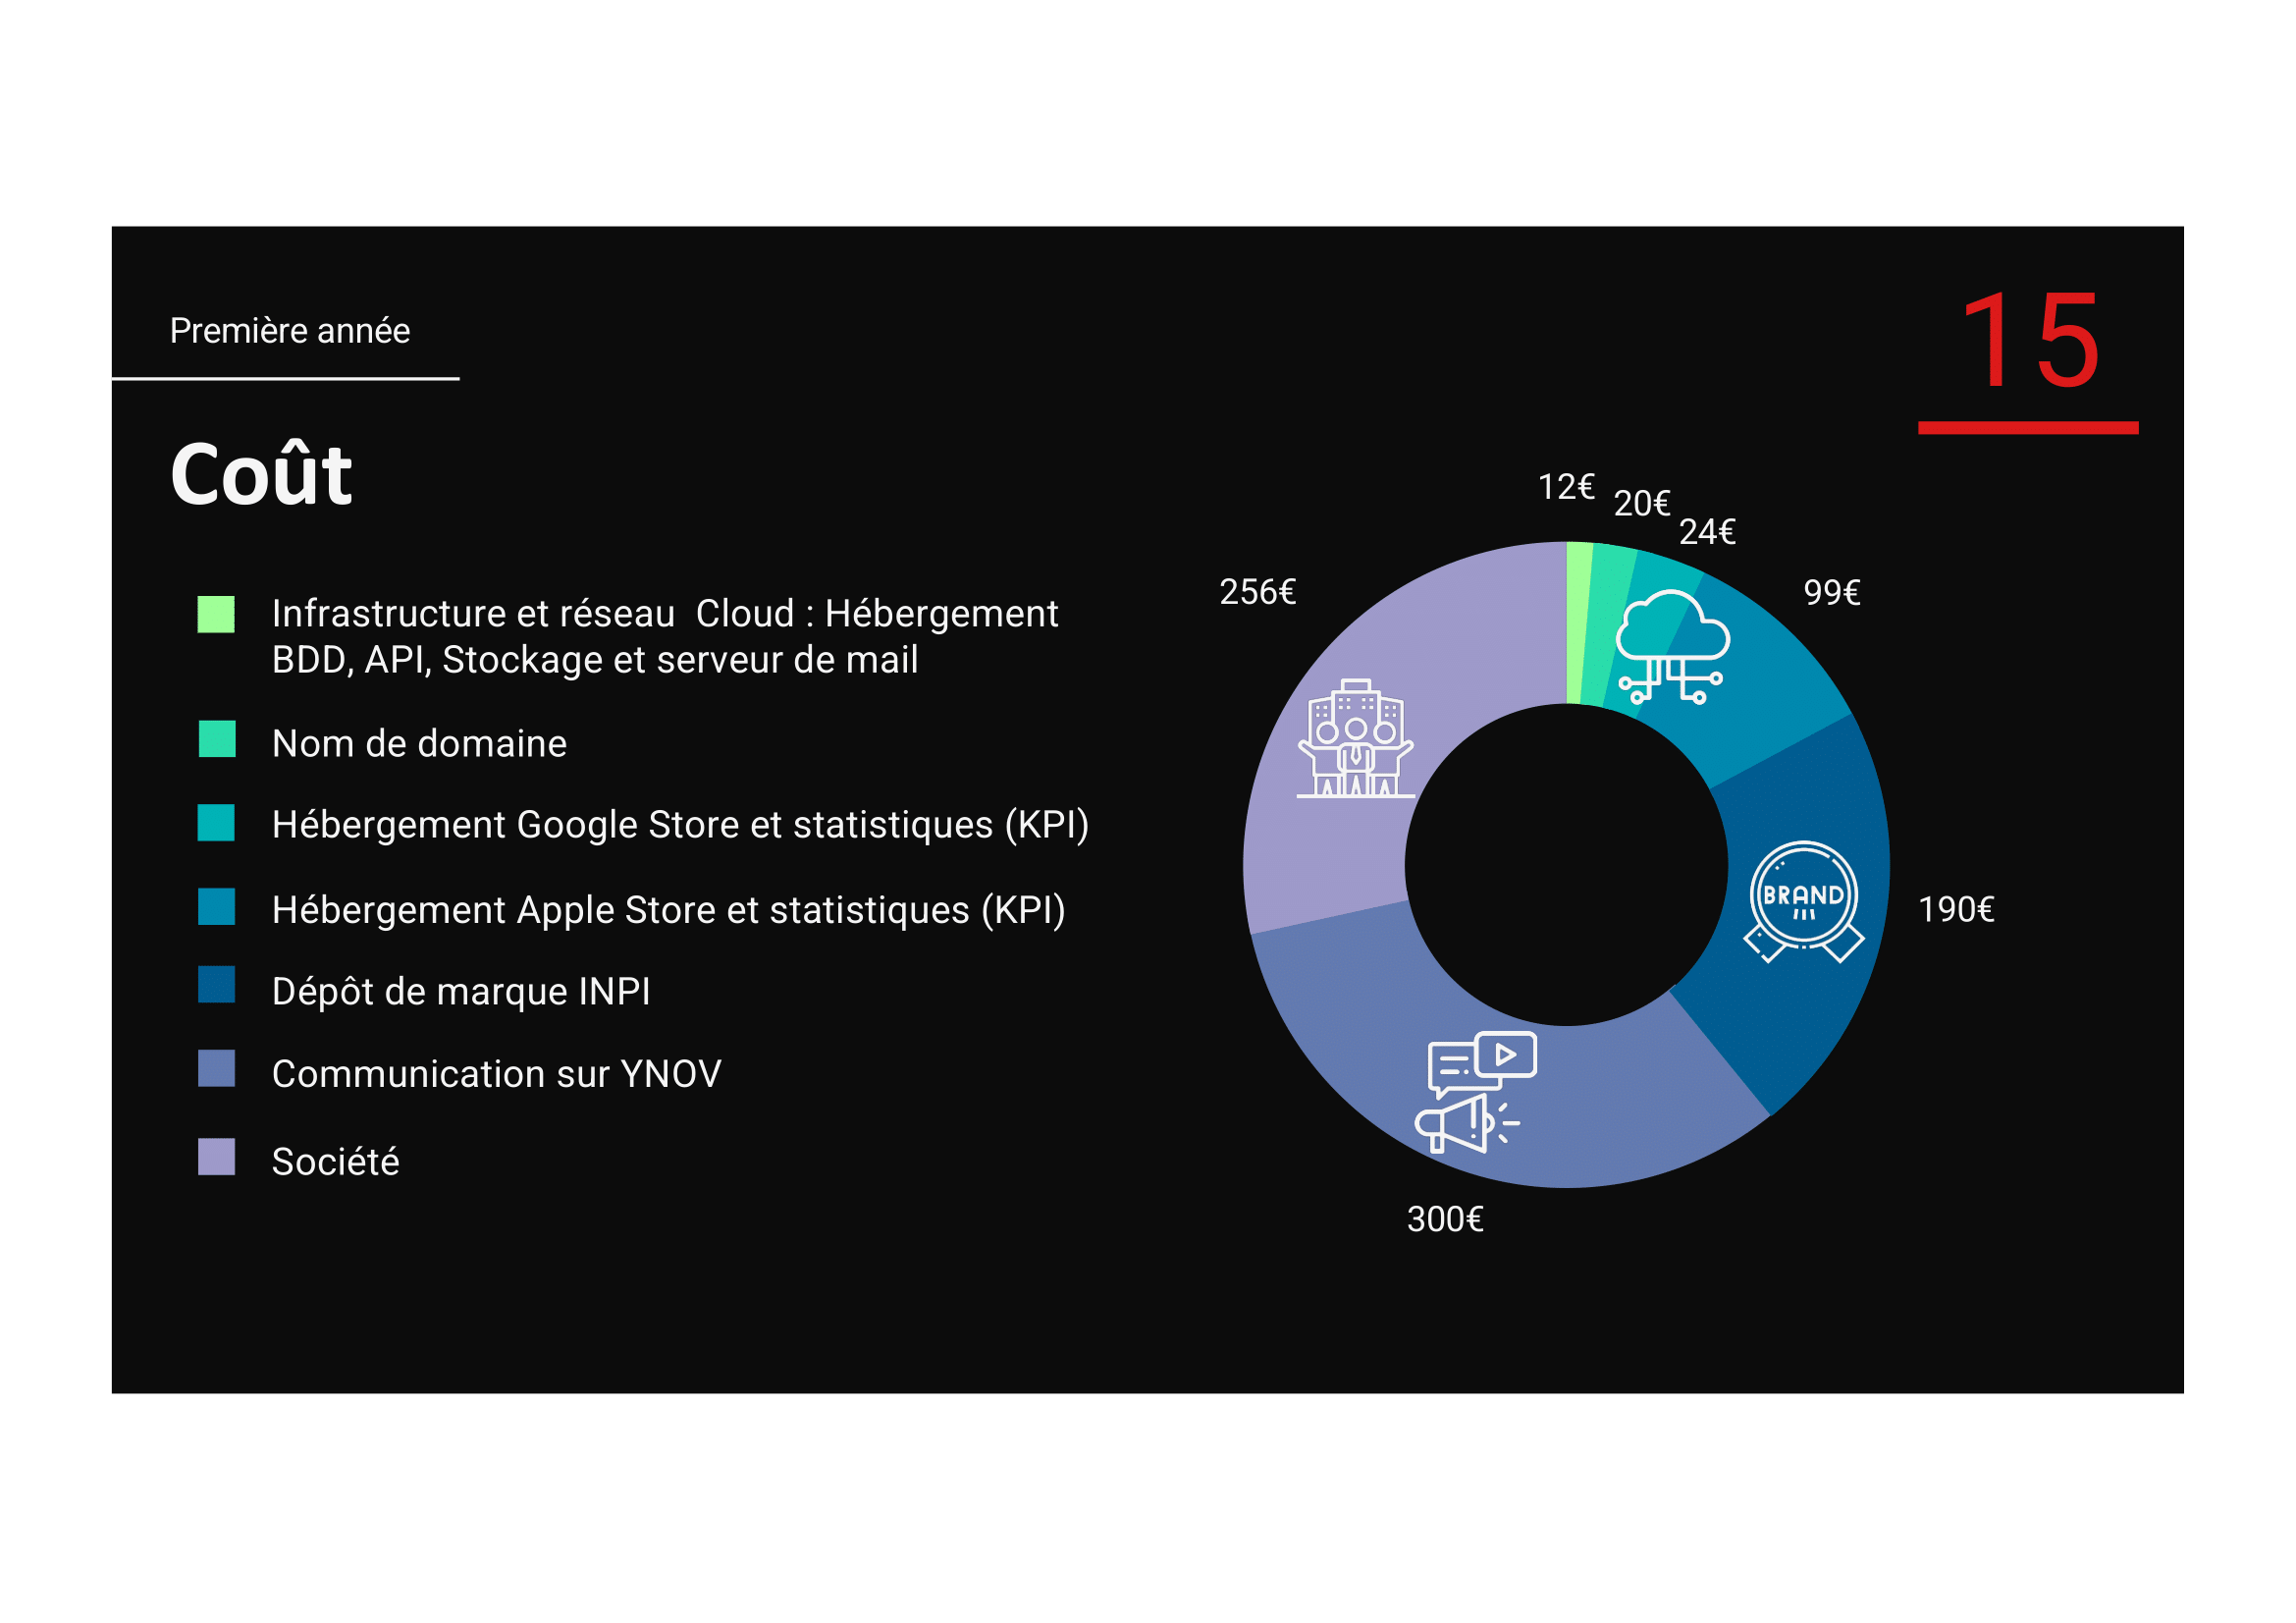 Première année
15
Coût
Infrastructure et réseau  Cloud : Hébergement
BDD, API, Stockage et serveur de mail
Nom de domaine
Hébergement Google Store et statistiques (KPI)
Hébergement Apple Store et statistiques (KPI)
Dépôt de marque INPI
Communication sur YNOV
Société
12€
20€
24€
99€
256€
BRAND
190€
300€